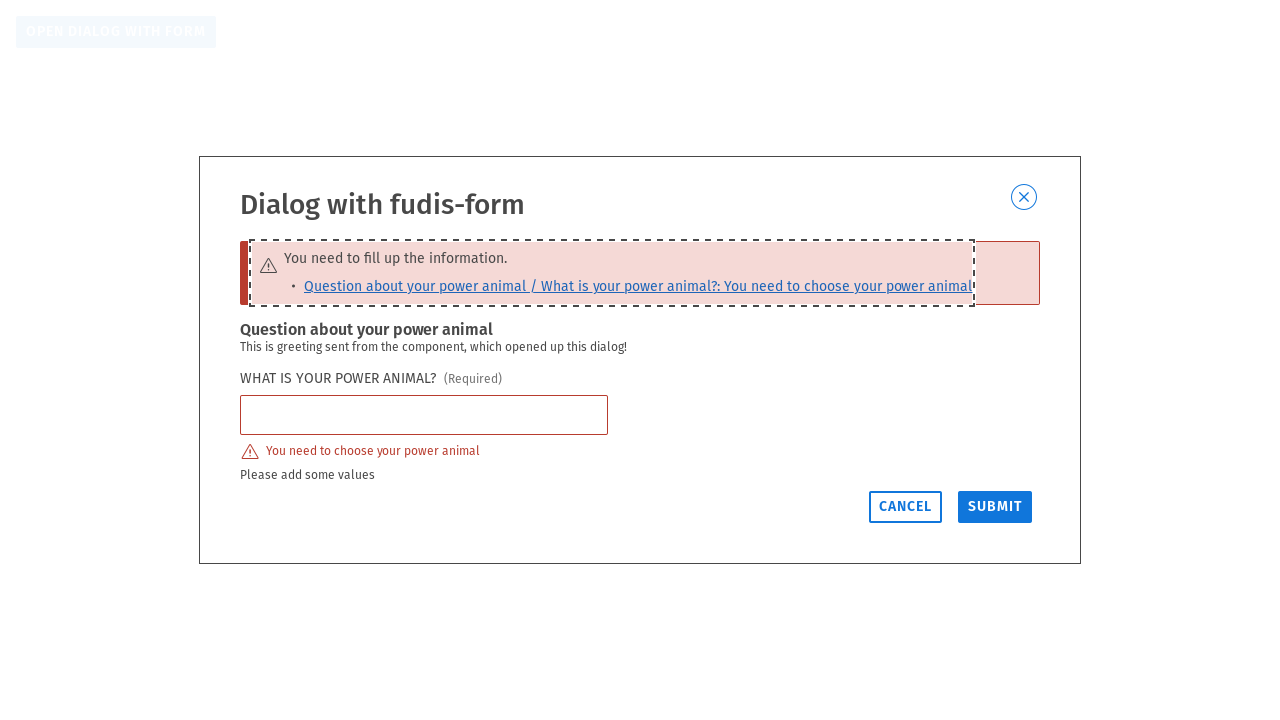 OPEN DIALOG WITH FORM
Dialog with fudis-form
You need to fill up the information.
• Question about your power animal / What is your power animal?: You need to choose your power animal
Question about your power animal
This is greeting sent from the component, which opened up this dialog!
WHAT IS YOUR POWER ANIMAL? (Required)
You need to choose your power animal
Please add some values
CANCEL SUBMIT